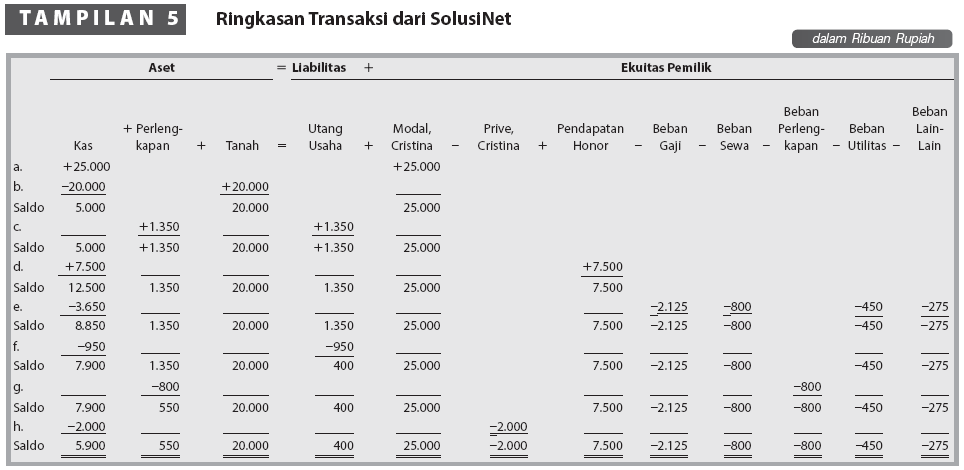 TAMPILAN 5 Ringkasan Transaksi dari SolusiNet
dalam Ribuan Rupiah
Aset = Liabilitas + Ekuitas Pemilik
Beban Beban
+ Perleng- Utang Modal, Prive, Pendapatan Beban Beban Perleng- Beban Lain-
Kas kapan + Tanah = Usaha + Cristina – Cristina + Honor – Gaji – Sewa – kapan – Utilitas – Lain
a. +25.000 +25.000
b. –20.000 +20.000
Saldo 5.000 20.000 25.000
c. +1.350 +1.350
Saldo 5.000 +1.350 20.000 +1.350 25.000
d. +7.500 +7.500
Saldo 12.500 1.350 20.000 1.350 25.000 7.500
e. –3.650 –2.125 –800 –450 –275
Saldo 8.850 1.350 20.000 1.350 25.000 7.500 –2.125 –800 –450 –275
f. –950 –950
Saldo 7.900 1.350 20.000 400 25.000 7.500 –2.125 –800 –450 –275
g. –800 –800
Saldo 7.900 550 20.000 400 25.000 7.500 –2.125 –800 –800 –450 –275
h. –2.000 –2.000
Saldo 5.900 550 20.000 400 25.000 –2.000 7.500 –2.125 –800 –800 –450 –275